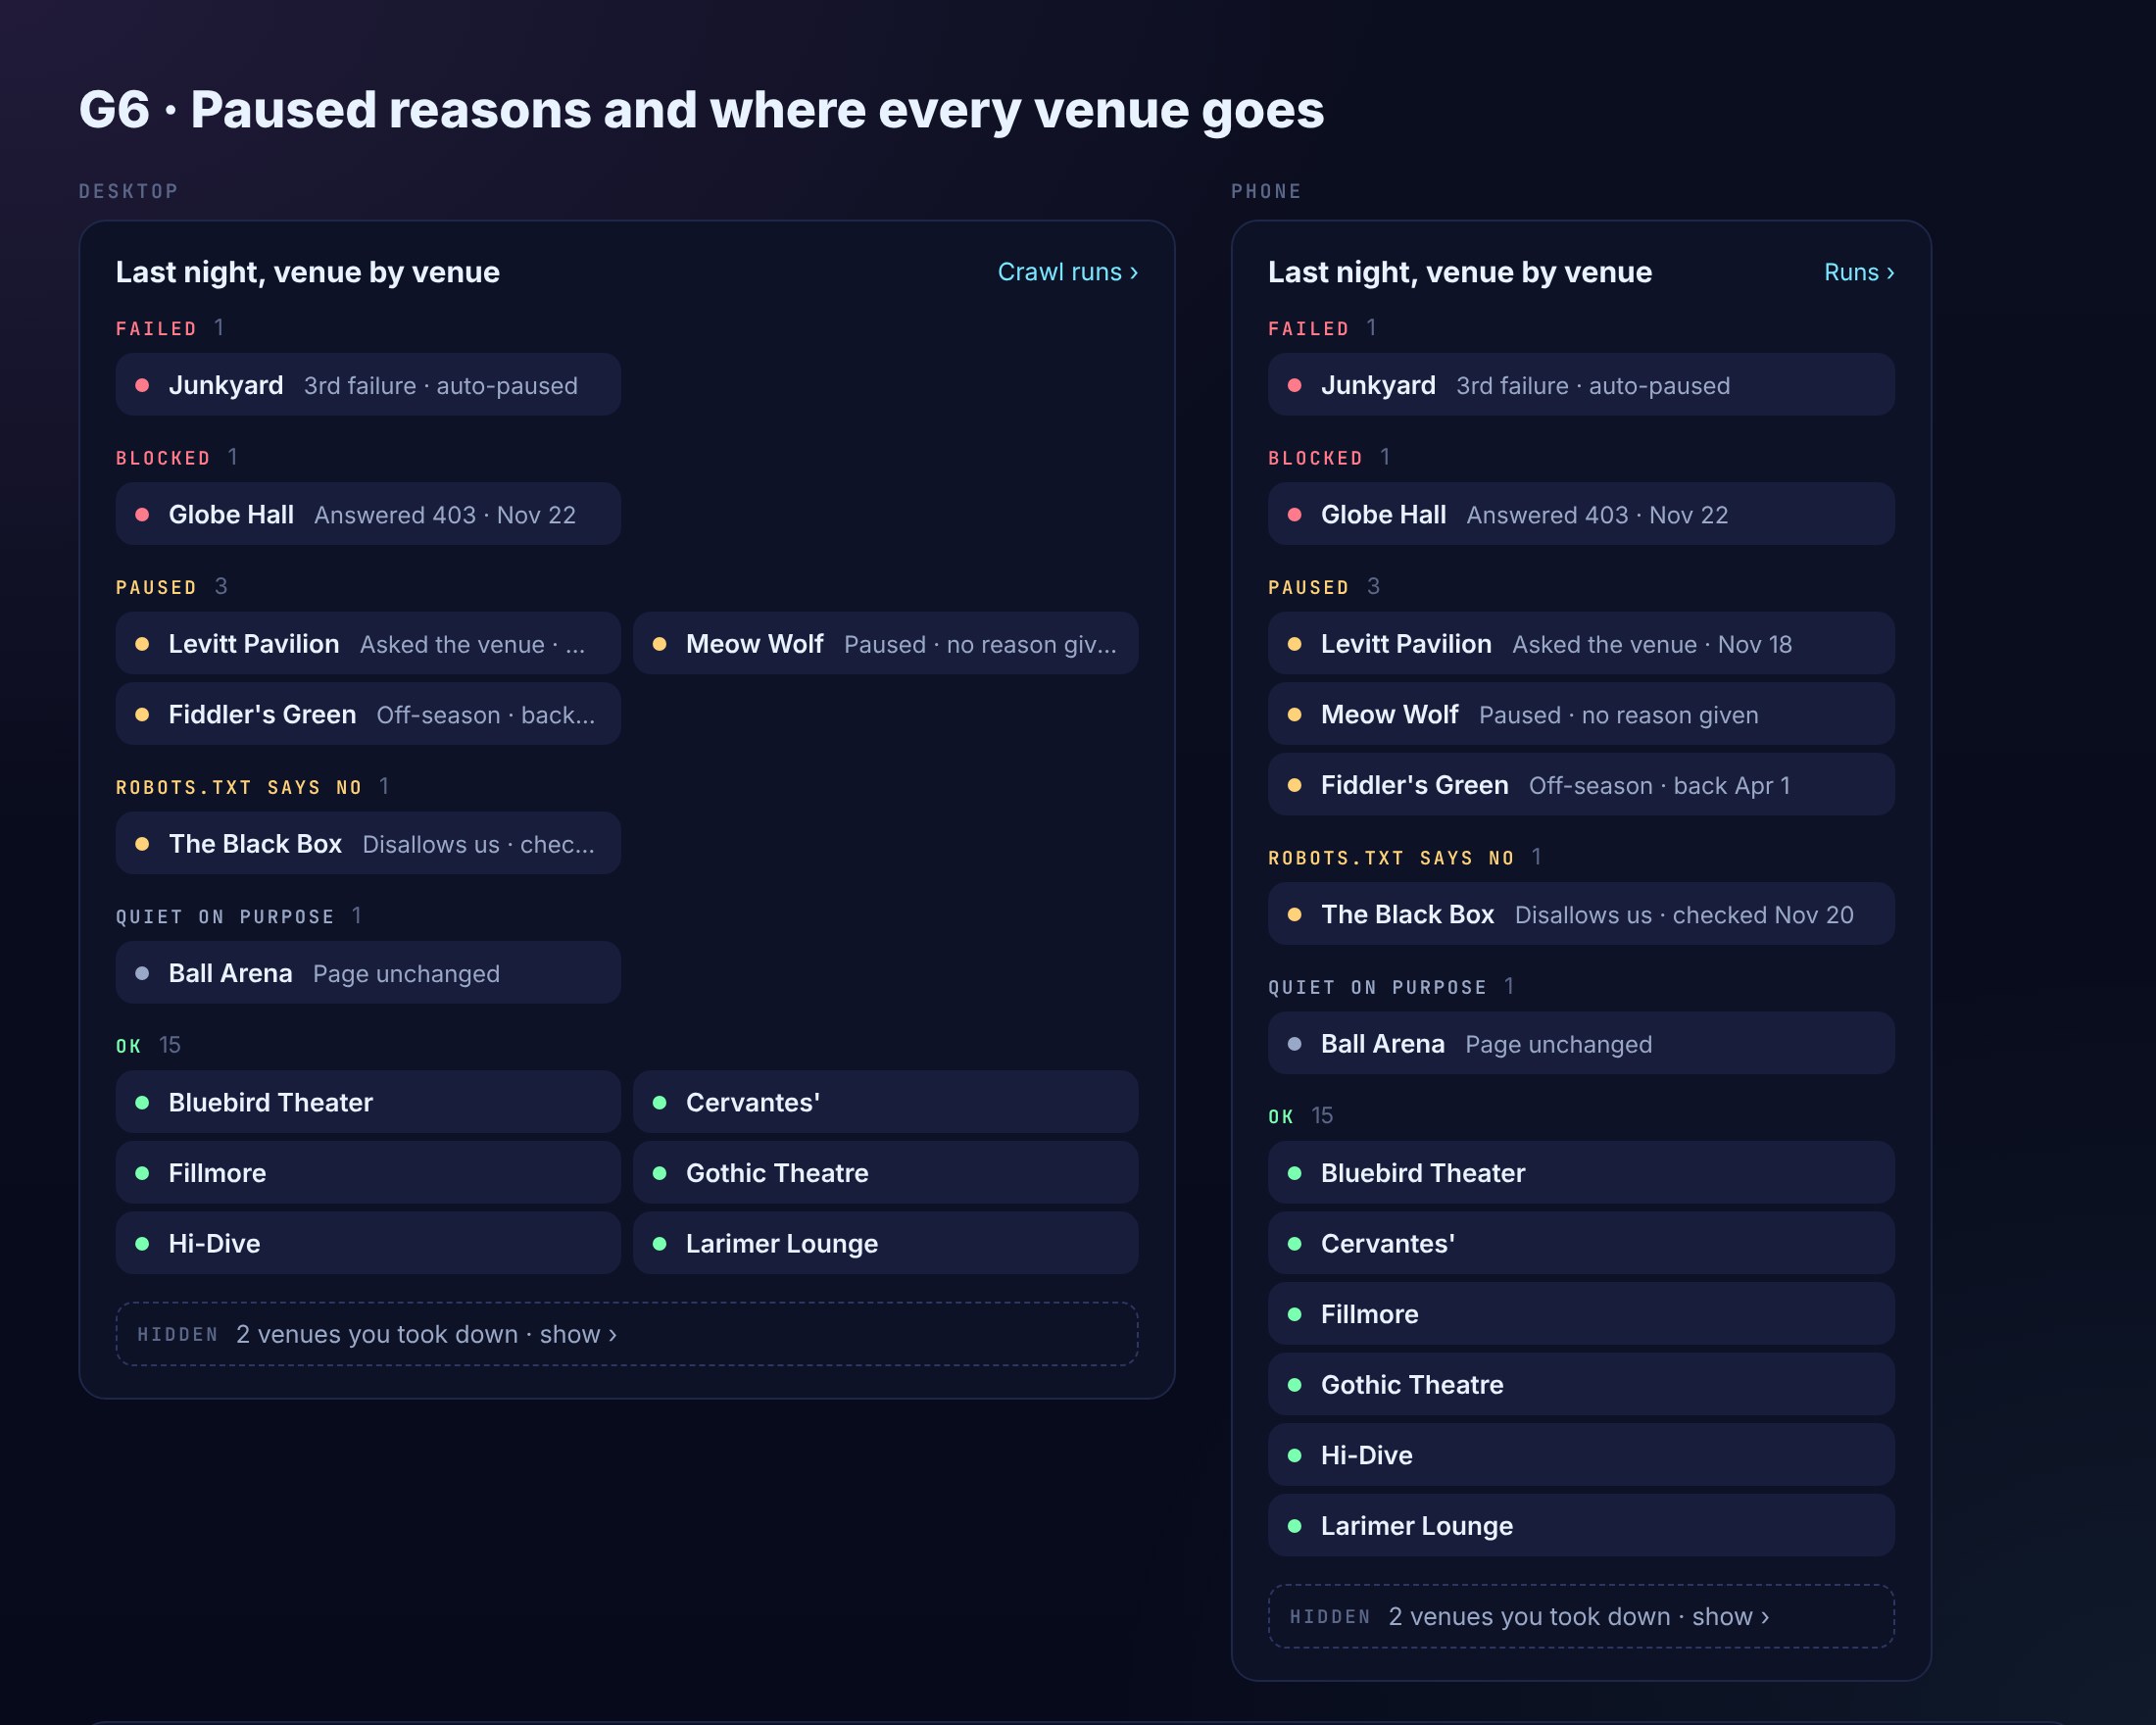 G6 · Paused reasons and where every venue goes
DESKTOP
Last night, venue by venue
Crawl runs ›
FAILED 1
Junkyard 3rd failure · auto-paused
BLOCKED 1
Globe Hall Answered 403 · Nov 22
PAUSED 3
Levitt Pavilion Asked the venue · ...
Meow Wolf Paused · no reason giv...
Fiddler's Green Off-season · back...
ROBOTS.TXT SAYS NO 1
The Black Box Disallows us · chec...
QUIET ON PURPOSE 1
Ball Arena Page unchanged
OK 15
Bluebird Theater
Cervantes'
Fillmore
Gothic Theatre
Hi-Dive
Larimer Lounge
HIDDEN 2 venues you took down · show ›
PHONE
Last night, venue by venue
Runs ›
FAILED 1
Junkyard 3rd failure · auto-paused
BLOCKED 1
Globe Hall Answered 403 · Nov 22
PAUSED 3
Levitt Pavilion Asked the venue · Nov 18
Meow Wolf Paused · no reason given
Fiddler's Green Off-season · back Apr 1
ROBOTS.TXT SAYS NO 1
The Black Box Disallows us · checked Nov 20
QUIET ON PURPOSE 1
Ball Arena Page unchanged
OK 15
Bluebird Theater
Cervantes'
Fillmore
Gothic Theatre
Hi-Dive
Larimer Lounge
HIDDEN 2 venues you took down · show ›